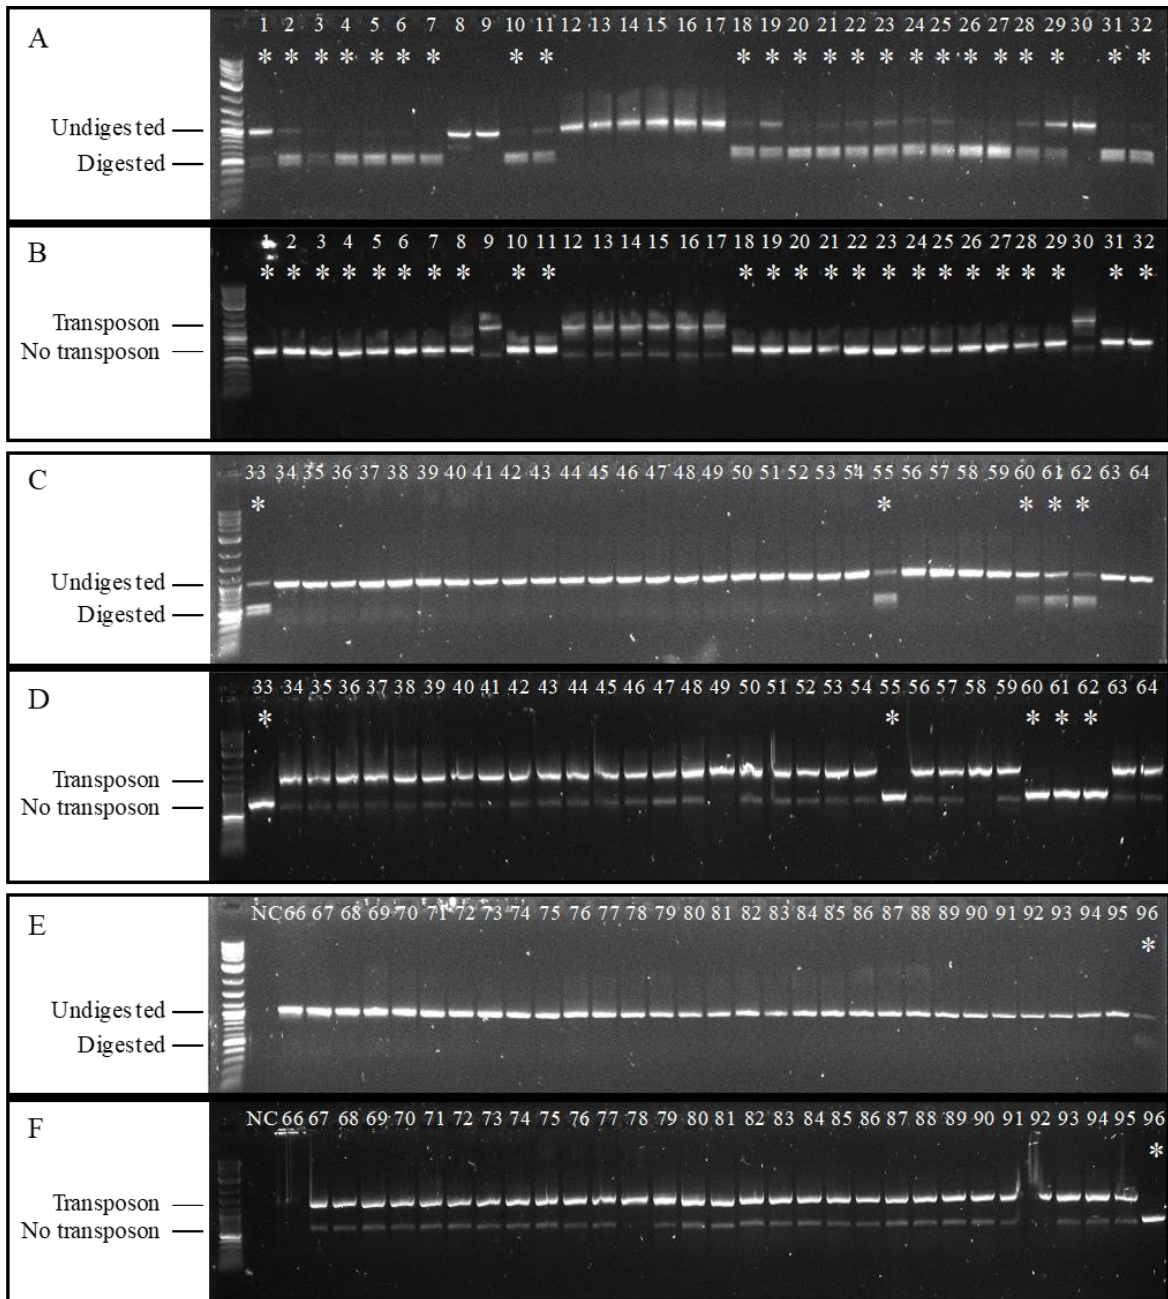 A
1 2 3 4 5 6 7 8 9 10 11 12 13 14 15 16 17 18 19 20 21 22 23 24 25 26 27 28 29 30 31 32
* * * * * * * * * * * * * * * * * * * * * * *
Undigested
Digested
B
1 2 3 4 5 6 7 8 9 10 11 12 13 14 15 16 17 18 19 20 21 22 23 24 25 26 27 28 29 30 31 32
* * * * * * * * * * * * * * * * * * * * * * * *
Transposon
No transposon
C
33 34 35 36 37 38 39 40 41 42 43 44 45 46 47 48 49 50 51 52 53 54 55 56 57 58 59 60 61 62 63 64
* * * * *
Undigested
Digested
D
33 34 35 36 37 38 39 40 41 42 43 44 45 46 47 48 49 50 51 52 53 54 55 56 57 58 59 60 61 62 63 64
* * * * *
Transposon
No transposon
E
NC 66 67 68 69 70 71 72 73 74 75 76 77 78 79 80 81 82 83 84 85 86 87 88 89 90 91 92 93 94 95 96
*
Undigested
Digested
F
NC 66 67 68 69 70 71 72 73 74 75 76 77 78 79 80 81 82 83 84 85 86 87 88 89 90 91 92 93 94 95 96
*
Transposon
No transposon